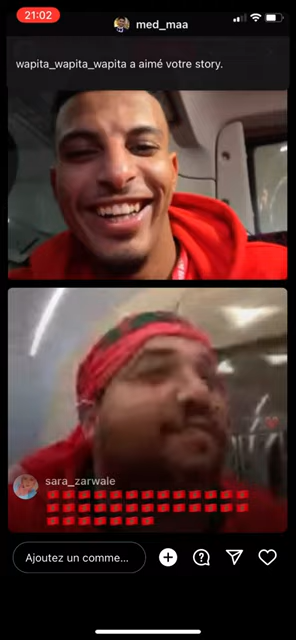 21:02
med_maa
wapita_wapita_wapita a aimé votre story.
sara_zarwale
Ajoutez un comme...